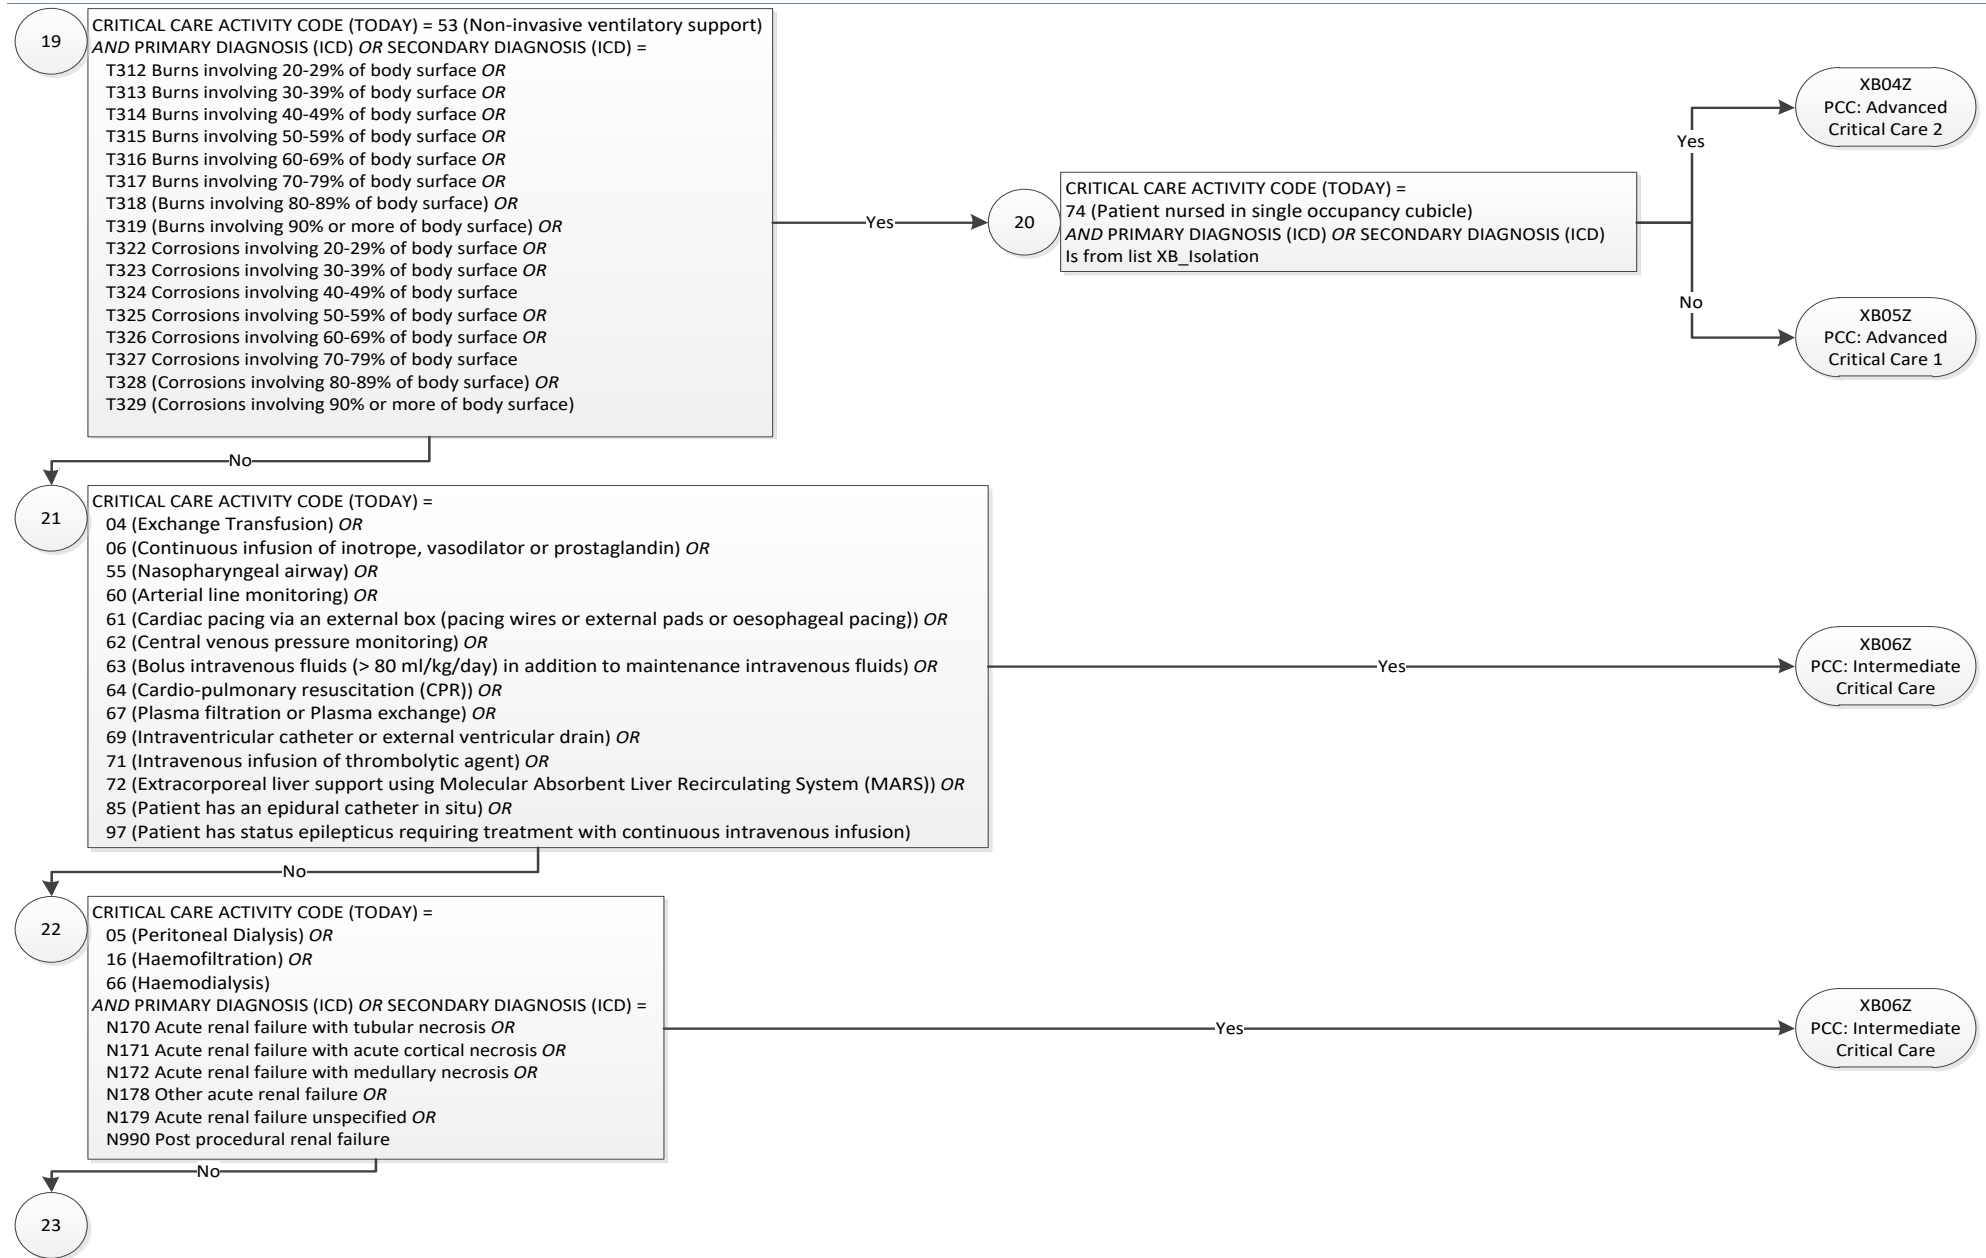 19
CRITICAL CARE ACTIVITY CODE (TODAY) = 53 (Non-invasive ventilatory support)
AND PRIMARY DIAGNOSIS (ICD) OR SECONDARY DIAGNOSIS (ICD) =
T312 Burns involving 20-29% of body surface OR
T313 Burns involving 30-39% of body surface OR
T314 Burns involving 40-49% of body surface OR
T315 Burns involving 50-59% of body surface OR
T316 Burns involving 60-69% of body surface OR
T317 Burns involving 70-79% of body surface OR
T318 (Burns involving 80-89% of body surface) OR
T319 (Burns involving 90% or more of body surface) OR
T322 Corrosions involving 20-29% of body surface OR
T323 Corrosions involving 30-39% of body surface OR
T324 Corrosions involving 40-49% of body surface
T325 Corrosions involving 50-59% of body surface OR
T326 Corrosions involving 60-69% of body surface OR
T327 Corrosions involving 70-79% of body surface
T328 (Corrosions involving 80-89% of body surface) OR
T329 (Corrosions involving 90% or more of body surface)
Yes
20
CRITICAL CARE ACTIVITY CODE (TODAY) =
74 (Patient nursed in single occupancy cubicle)
AND PRIMARY DIAGNOSIS (ICD) OR SECONDARY DIAGNOSIS (ICD)
Is from list XB_Isolation
Yes
XB04Z
PCC: Advanced
Critical Care 2
No
XB05Z
PCC: Advanced
Critical Care 1
No
21
CRITICAL CARE ACTIVITY CODE (TODAY) =
04 (Exchange Transfusion) OR
06 (Continuous infusion of inotrope, vasodilator or prostaglandin) OR
55 (Nasopharyngeal airway) OR
60 (Arterial line monitoring) OR
61 (Cardiac pacing via an external box (pacing wires or external pads or oesophageal pacing)) OR
62 (Central venous pressure monitoring) OR
63 (Bolus intravenous fluids (> 80 ml/kg/day) in addition to maintenance intravenous fluids) OR
64 (Cardio-pulmonary resuscitation (CPR)) OR
67 (Plasma filtration or Plasma exchange) OR
69 (Intraventricular catheter or external ventricular drain) OR
71 (Intravenous infusion of thrombolytic agent) OR
72 (Extracorporeal liver support using Molecular Absorbent Liver Recirculating System (MARS)) OR
85 (Patient has an epidural catheter in situ) OR
97 (Patient has status epilepticus requiring treatment with continuous intravenous infusion)
Yes
XB06Z
PCC: Intermediate
Critical Care
No
22
CRITICAL CARE ACTIVITY CODE (TODAY) =
05 (Peritoneal Dialysis) OR
16 (Haemofiltration) OR
66 (Haemodialysis)
AND PRIMARY DIAGNOSIS (ICD) OR SECONDARY DIAGNOSIS (ICD) =
N170 Acute renal failure with tubular necrosis OR
N171 Acute renal failure with acute cortical necrosis OR
N172 Acute renal failure with medullary necrosis OR
N178 Other acute renal failure OR
N179 Acute renal failure unspecified OR
N990 Post procedural renal failure
Yes
XB06Z
PCC: Intermediate
Critical Care
No
23